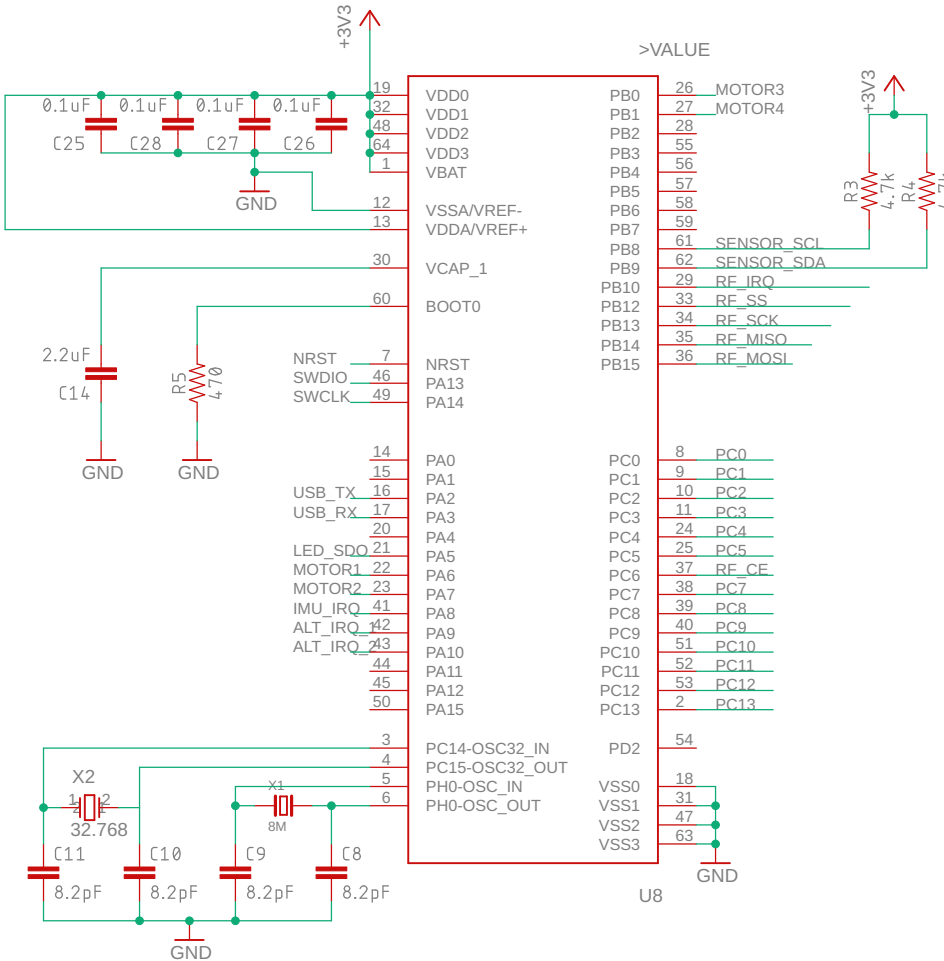 +3V3
>VALUE
0.1uF 0.1uF 0.1uF 0.1uF
C25 C28 C27 C26
GND
19 VDD0
32 VDD1
48 VDD2
64 VDD3
1 VBAT
12 VSSA/VREF-
13 VDDA/VREF+
30 VCAP_1
60 BOOT0
NRST 7 NRST
SWDIO 46 PA13
SWCLK 49 PA14
2.2uF
C14
GND
R5
470
GND
14 PA0
15 PA1
USB_TX 16 PA2
USB_RX 17 PA3
20 PA4
LED_SDO 21 PA5
MOTOR1 22 PA6
MOTOR2 23 PA7
IMU_IRQ 41 PA8
ALT_IRQ_1 42 PA9
ALT_IRQ_2 43 PA10
44 PA11
45 PA12
50 PA15
3 PC14-OSC32_IN
4 PC15-OSC32_OUT
5 PH0-OSC_IN
6 PH0-OSC_OUT
X2
1 2
2 1
32.768
X1
8M
C11 C10 C9 C8
8.2pF 8.2pF 8.2pF 8.2pF
GND
PB0 26 MOTOR3
PB1 27 MOTOR4
PB2 28
PB3 55
PB4 56
PB5 57
PB6 58
PB7 59
PB8 61 SENSOR_SCL
PB9 62 SENSOR_SDA
PB10 29 RF_IRQ
PB12 33 RF_SS
PB13 34 RF_SCK
PB14 35 RF_MISO
PB15 36 RF_MOSI
+3V3
R3
4.7k
R4
4.7k
PC0 8 PC0
PC1 9 PC1
PC2 10 PC2
PC3 11 PC3
PC4 24 PC4
PC5 25 PC5
PC6 37 RF_CE
PC7 38 PC7
PC8 39 PC8
PC9 40 PC9
PC10 51 PC10
PC11 52 PC11
PC12 53 PC12
PC13 2 PC13
PD2 54
VSS0 18
VSS1 31
VSS2 47
VSS3 63
GND
U8